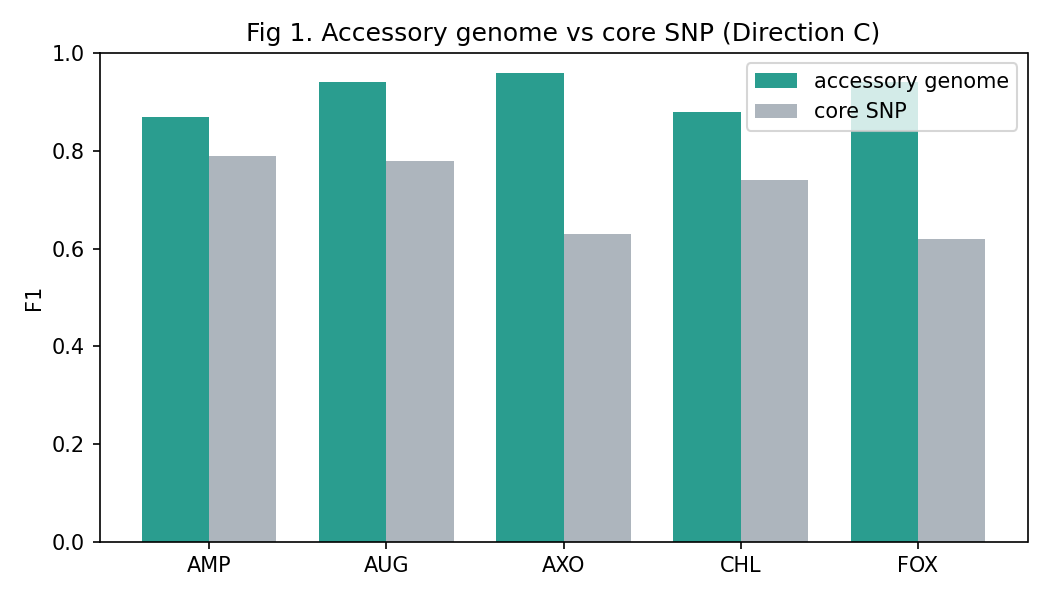 Fig 1. Accessory genome vs core SNP (Direction C)
accessory genome
core SNP
F1
1.0
0.8
0.6
0.4
0.2
0.0
AMP AUG AXO CHL FOX